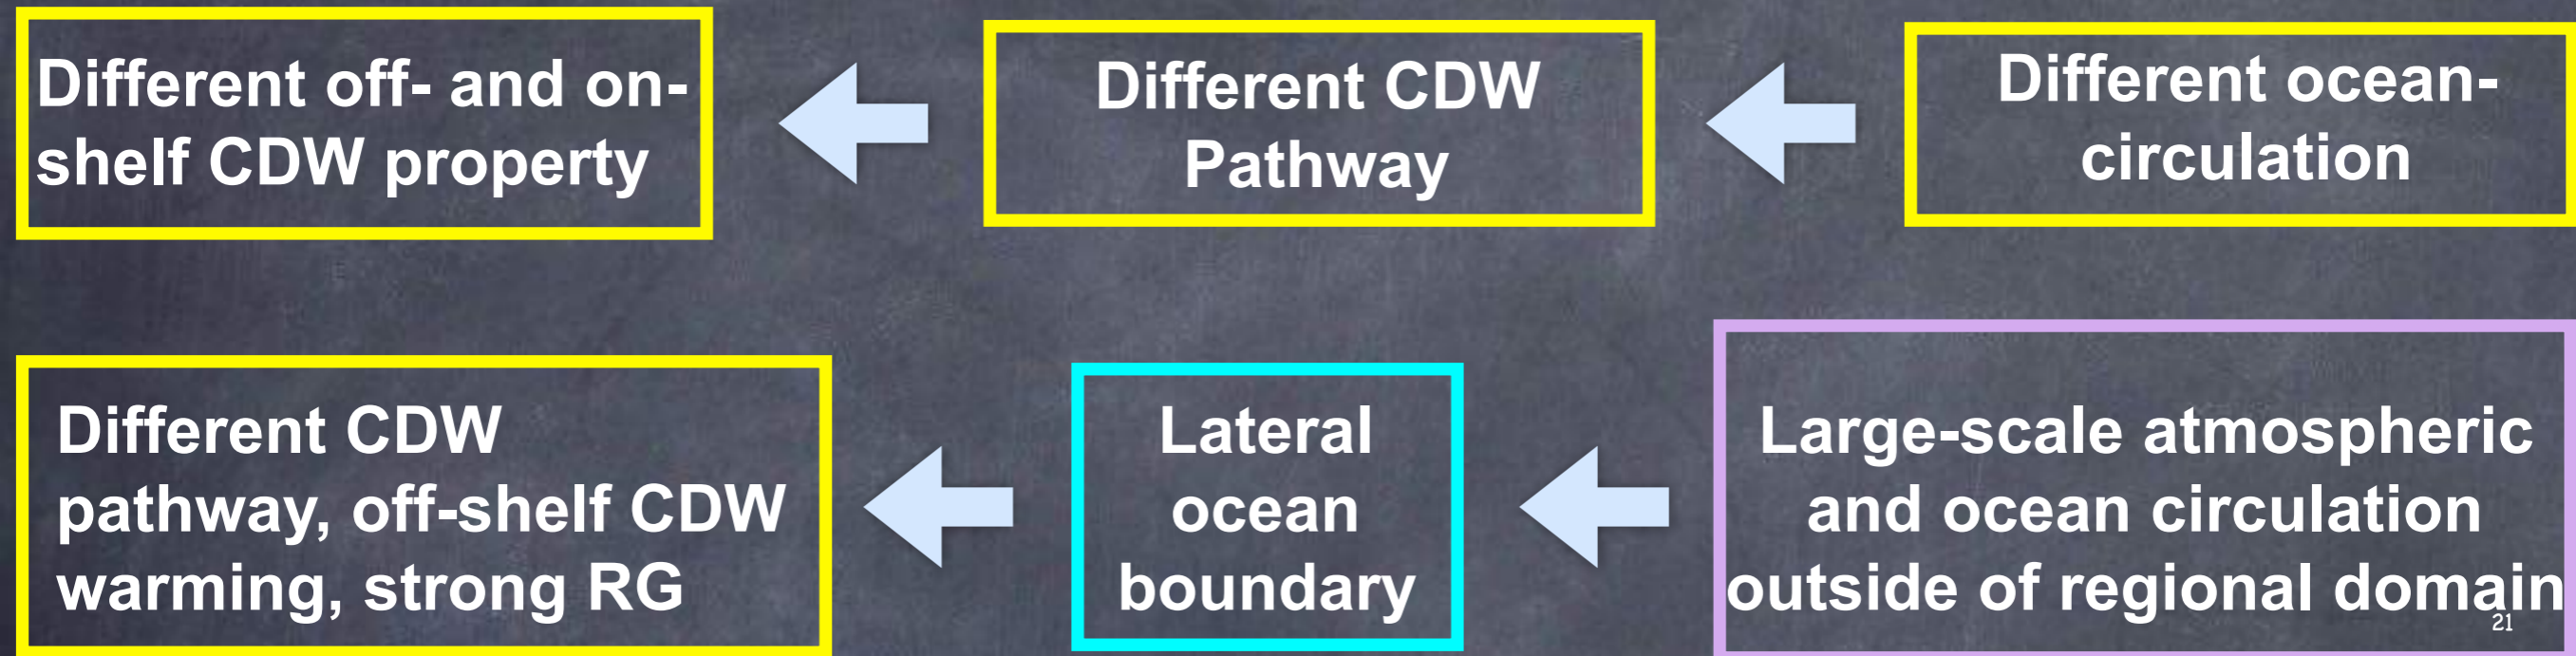 Different off- and on-
shelf CDW property
Different CDW
Pathway
Different ocean-
circulation
Different CDW
pathway, off-shelf CDW
warming, strong RG
Lateral
ocean
boundary
Large-scale atmospheric
and ocean circulation
outside of regional domain
21